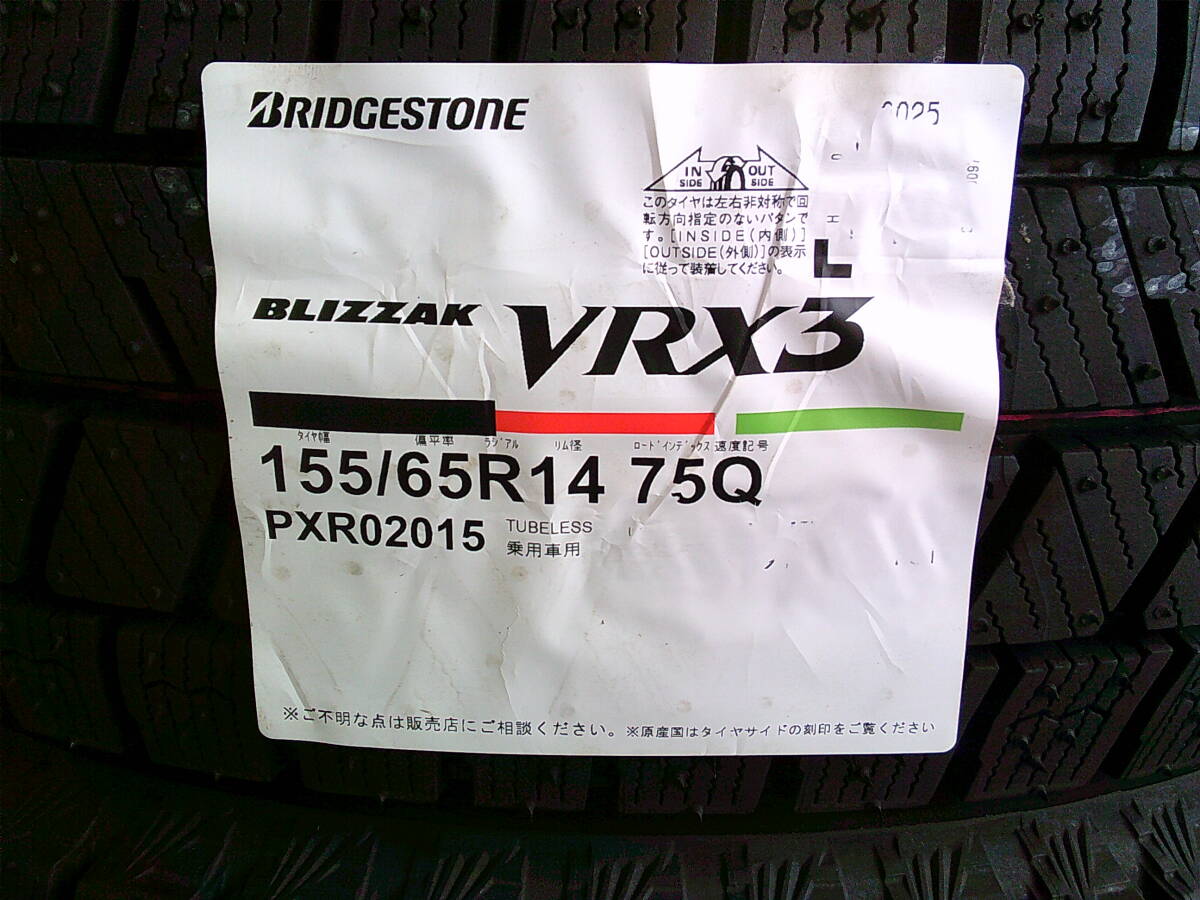 BRIDGESTONE
2025
IN OUT
SIDE SIDE
このタイヤは左右非対称で回
転方向指定のないパタンで
す。[INSIDE(内側)]
[OUTSIDE(外側)]の表示
に従って装着してください。
L
BLIZZAK VRX3
タイヤ幅 偏平率 ラジアル リム径 ロードインデックス 速度記号
155/65R14 75Q
PXR02015 TUBELESS
乗用車用
※ご不明な点は販売店にご相談ください。※原産国はタイヤサイドの刻印をご覧ください